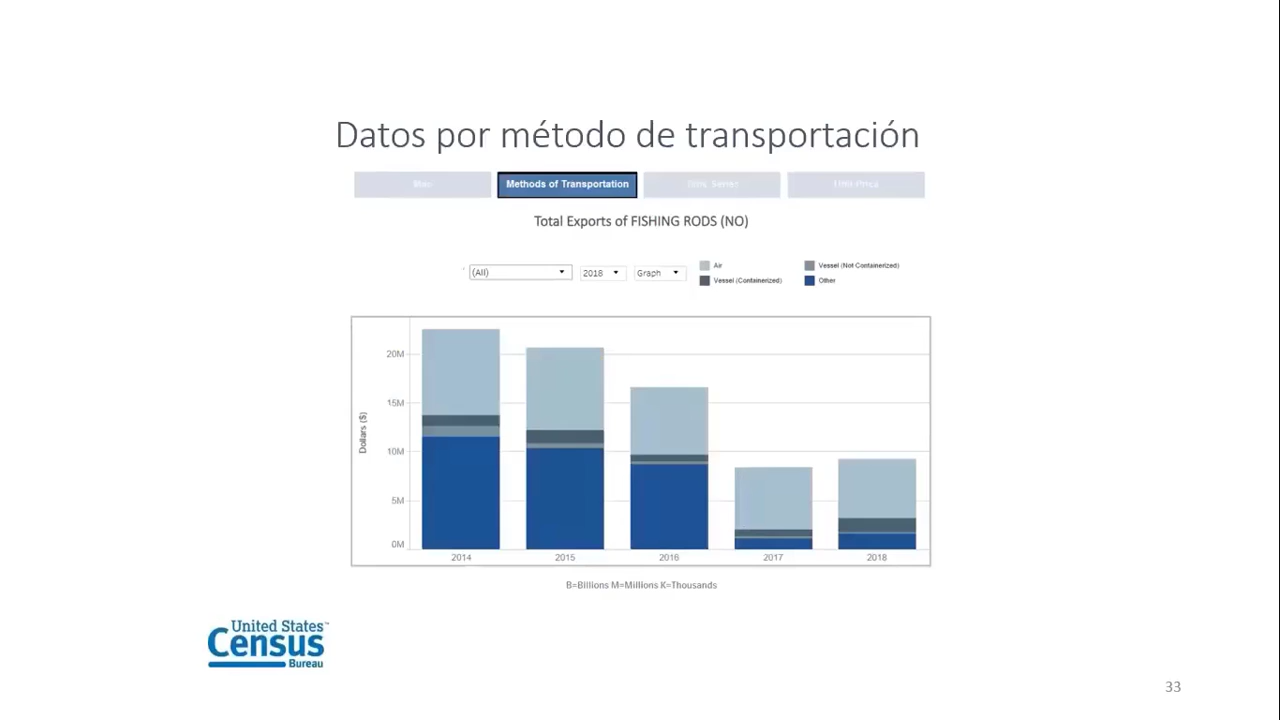 Datos por método de transportación
Map Methods of Transportation Time Series Unit Price
Total Exports of FISHING RODS (NO)
(All) 2018 Graph
Air Vessel (Not Containerized)
Vessel (Containerized) Other
20M
15M
10M
5M
0M
Dollars ($)
2014 2015 2016 2017 2018
B=Billions M=Millions K=Thousands
United States™
Census
Bureau
33